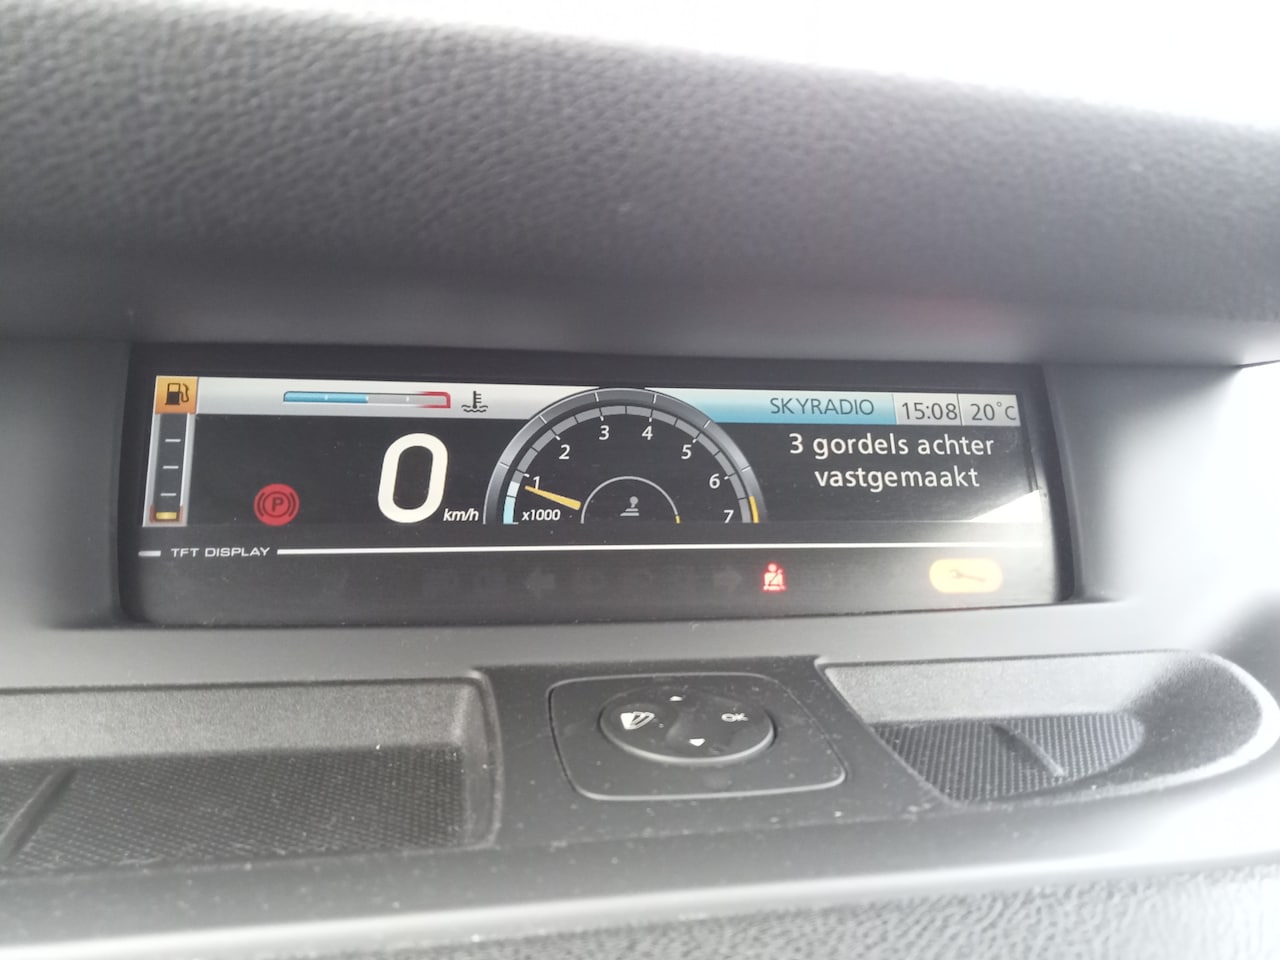 SKYRADIO 15:08 20°C
3 gordels achter
vastgemaakt
P
0 km/h
1 2 3 4 5 6 7
x1000
TFT DISPLAY
OK